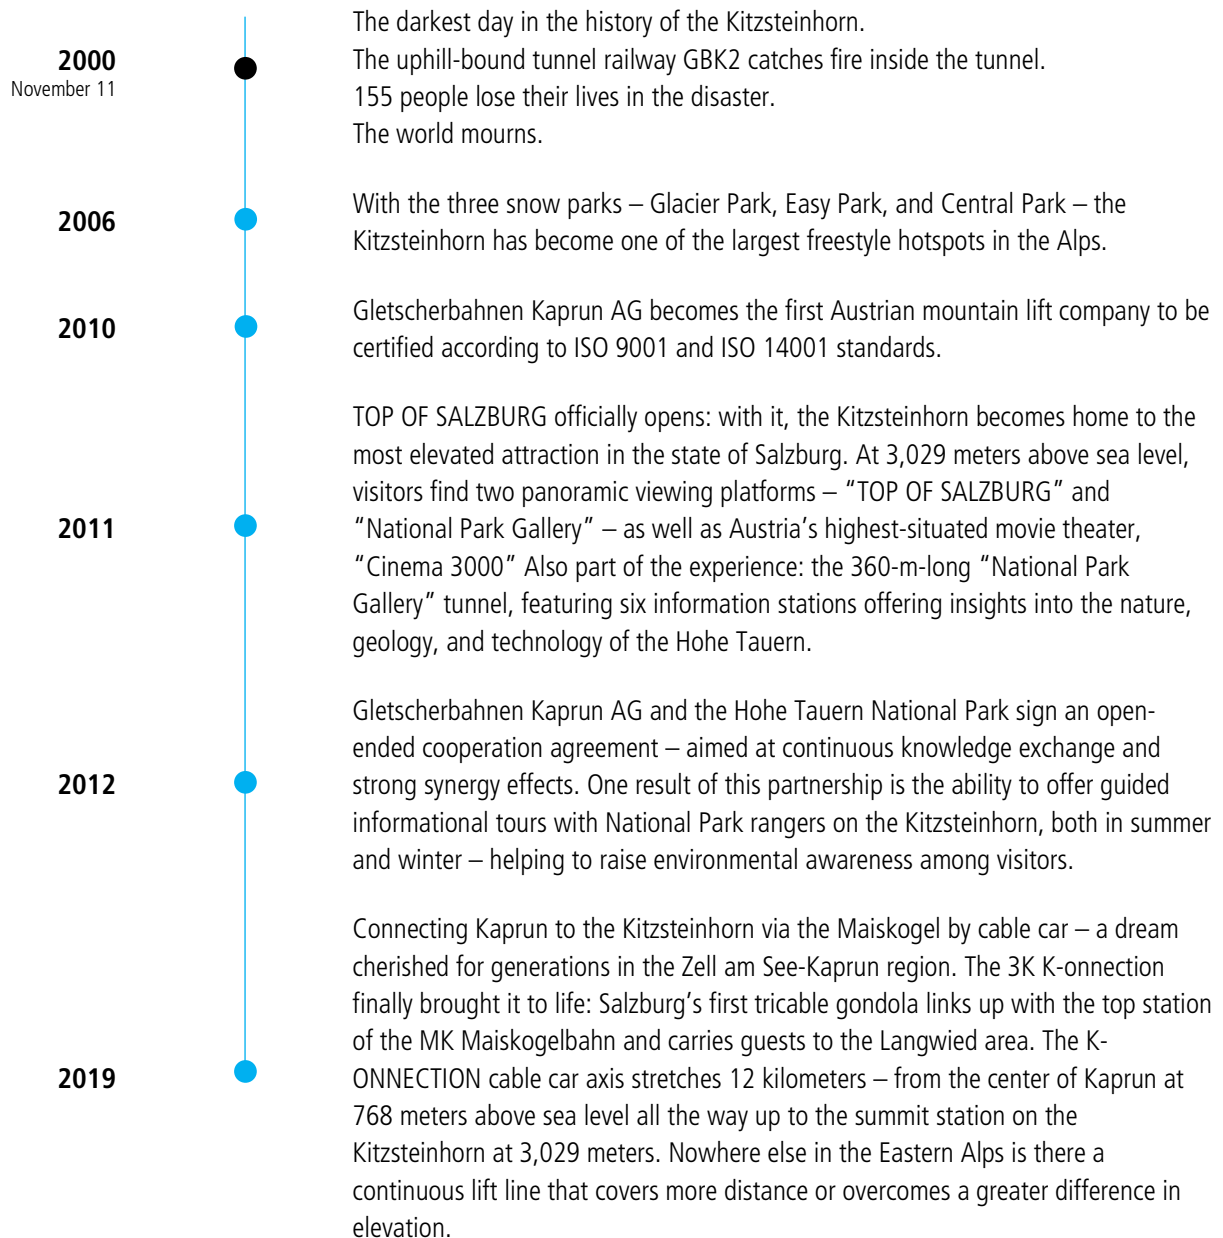 The darkest day in the history of the Kitzsteinhorn.
2000
November 11
The uphill-bound tunnel railway GBK2 catches fire inside the tunnel.
155 people lose their lives in the disaster.
The world mourns.
2006
With the three snow parks – Glacier Park, Easy Park, and Central Park – the
Kitzsteinhorn has become one of the largest freestyle hotspots in the Alps.
2010
Gletscherbahnen Kaprun AG becomes the first Austrian mountain lift company to be
certified according to ISO 9001 and ISO 14001 standards.
2011
TOP OF SALZBURG officially opens: with it, the Kitzsteinhorn becomes home to the
most elevated attraction in the state of Salzburg. At 3,029 meters above sea level,
visitors find two panoramic viewing platforms – “TOP OF SALZBURG” and
“National Park Gallery” – as well as Austria’s highest-situated movie theater,
“Cinema 3000” Also part of the experience: the 360-m-long “National Park
Gallery” tunnel, featuring six information stations offering insights into the nature,
geology, and technology of the Hohe Tauern.
2012
Gletscherbahnen Kaprun AG and the Hohe Tauern National Park sign an open-
ended cooperation agreement – aimed at continuous knowledge exchange and
strong synergy effects. One result of this partnership is the ability to offer guided
informational tours with National Park rangers on the Kitzsteinhorn, both in summer
and winter – helping to raise environmental awareness among visitors.
2019
Connecting Kaprun to the Kitzsteinhorn via the Maiskogel by cable car – a dream
cherished for generations in the Zell am See-Kaprun region. The 3K K-onnection
finally brought it to life: Salzburg’s first tricable gondola links up with the top station
of the MK Maiskogelbahn and carries guests to the Langwied area. The K-
ONNECTION cable car axis stretches 12 kilometers – from the center of Kaprun at
768 meters above sea level all the way up to the summit station on the
Kitzsteinhorn at 3,029 meters. Nowhere else in the Eastern Alps is there a
continuous lift line that covers more distance or overcomes a greater difference in
elevation.